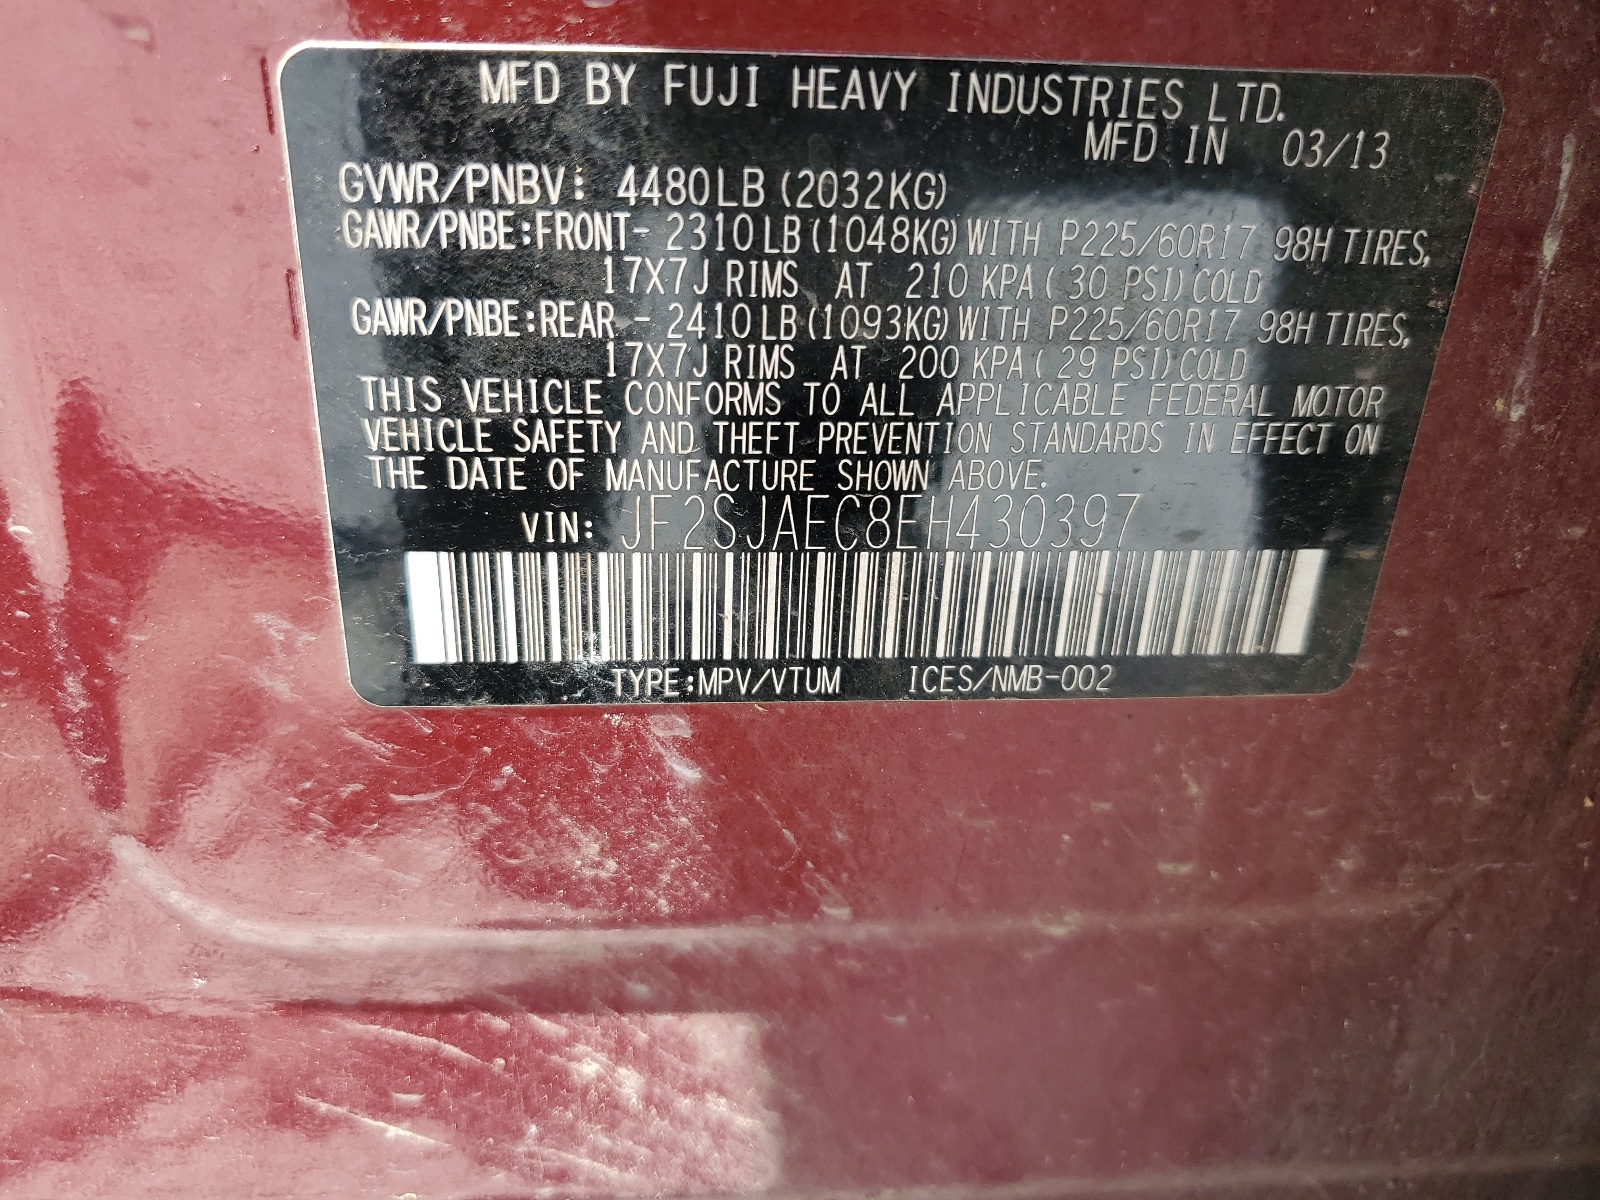 MFD BY FUJI HEAVY INDUSTRIES LTD.
MFD IN 03/13
GVWR/PNBV: 4480LB (2032KG)
GAWR/PNBE:FRONT- 2310LB(1048KG)WITH P225/60R17 98H TIRES,
17X7J RIMS AT 210 KPA( 30 PSI)COLD
GAWR/PNBE:REAR - 2410LB(1093KG)WITH P225/60R17 98H TIRES,
17X7J RIMS AT 200 KPA( 29 PSI)COLD
THIS VEHICLE CONFORMS TO ALL APPLICABLE FEDERAL MOTOR
VEHICLE SAFETY AND THEFT PREVENTION STANDARDS IN EFFECT ON
THE DATE OF MANUFACTURE SHOWN ABOVE.
VIN: JF2SJAEC8EH430397
TYPE:MPV/VTUM ICES/NMB-002